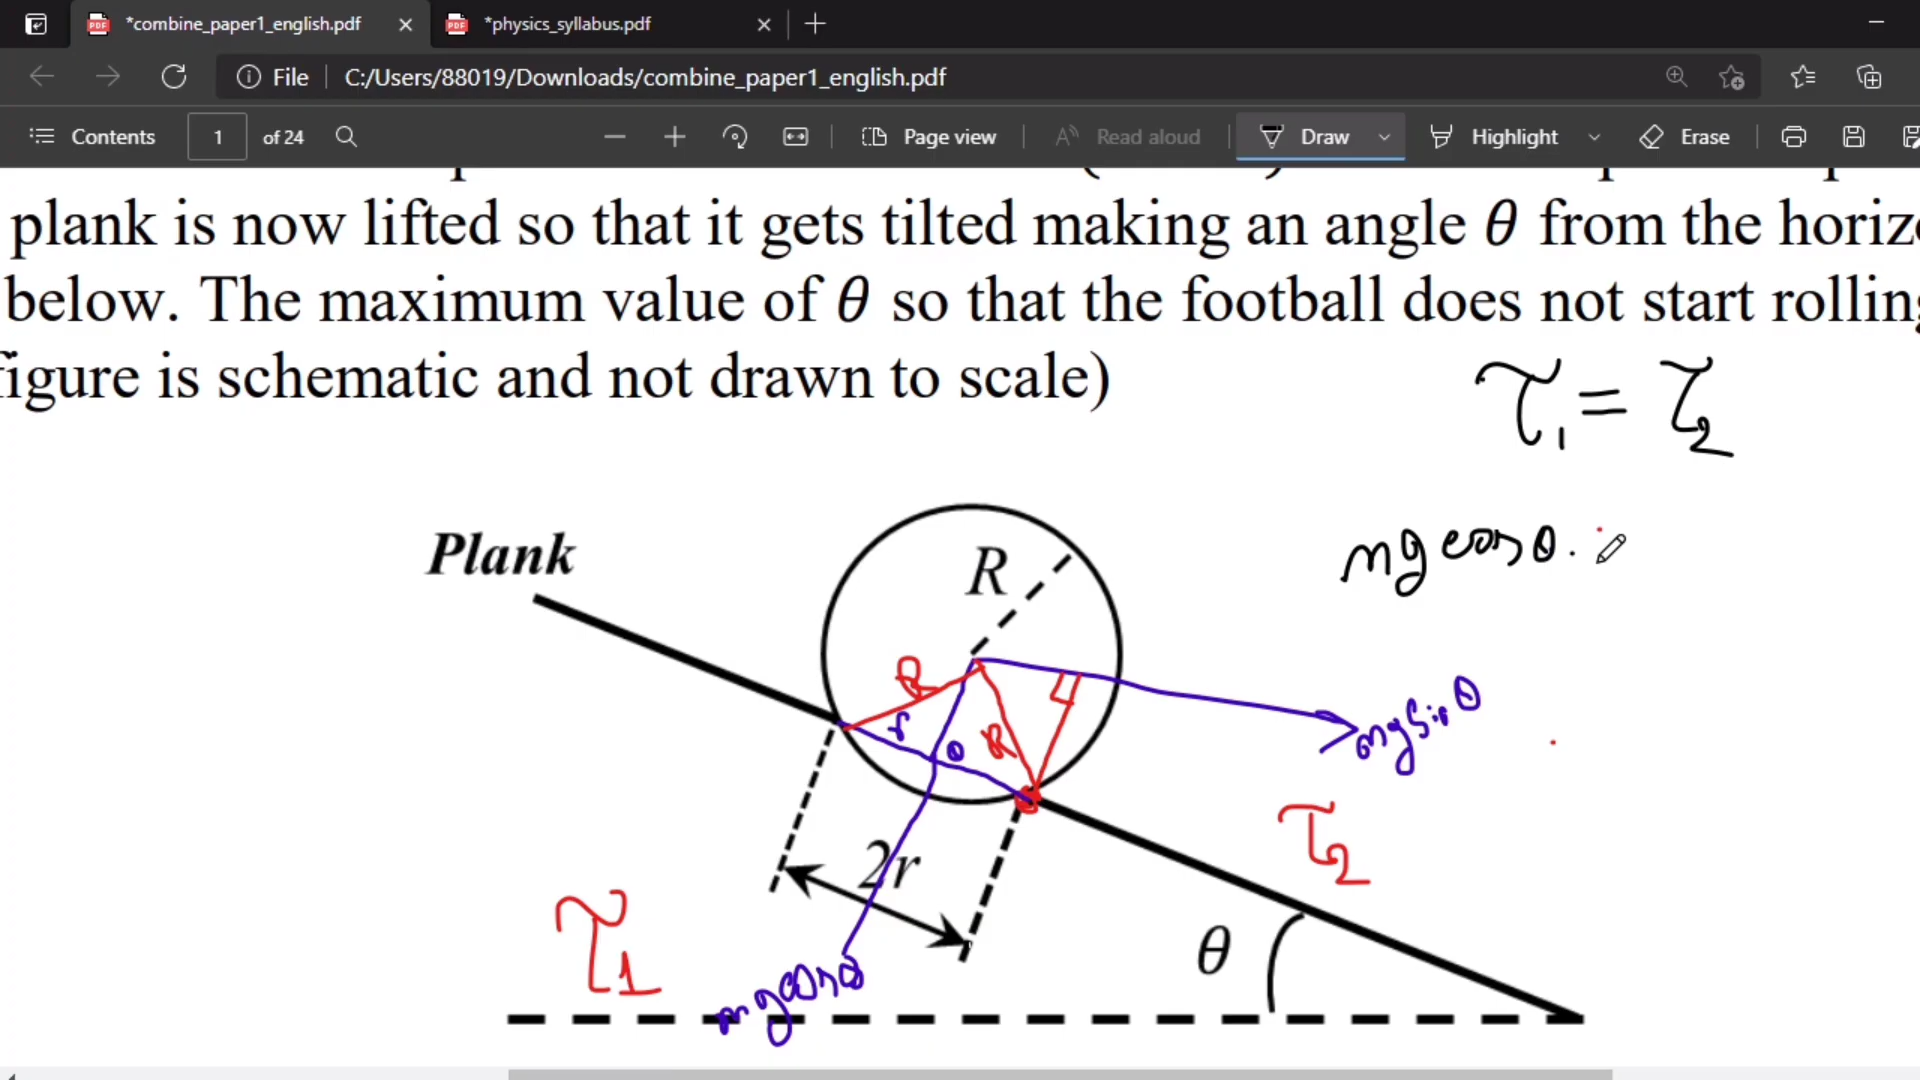 *combine_paper1_english.pdf
*physics_syllabus.pdf
File
C:/Users/88019/Downloads/combine_paper1_english.pdf
Contents
1
of 24
Page view
Read aloud
Draw
Highlight
Erase
plank is now lifted so that it gets tilted making an angle θ from the
below. The maximum value of θ so that the football does not start
figure is schematic and not drawn to scale)
τ₁ = τ₂
mg cosθ.
Plank
R
R
r
θ
R
mg sinθ
τ₂
2r
τ₁
θ
mg cosθ